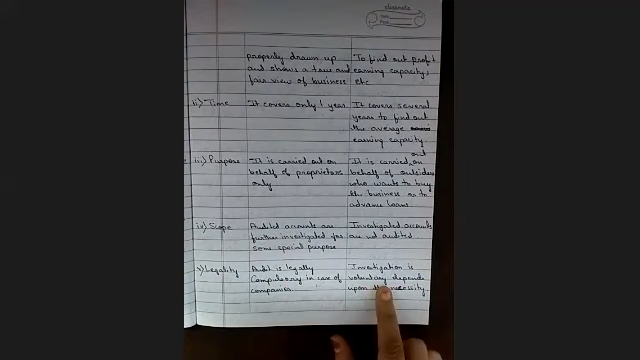 classmate
Date
Page
properly drawn up
and shows a true and
fair view of business
To find out profit
earning capacity,
etc
ii) Time
It covers only 1 year
It covers several
years to find out
the average
earning capacity
iii) Purpose
It is carried out on
behalf of proprietors
only
It is carried out on
behalf of outsiders
who wants to buy
the business or to
advance loans
iv) Scope
Audited accounts are
further investigated for
some special purpose
Investigated accounts
are not audited
v) Legality
Audit is legally
Compulsory in case of
companies.
Investigation is
voluntary depends
upon the necessity.